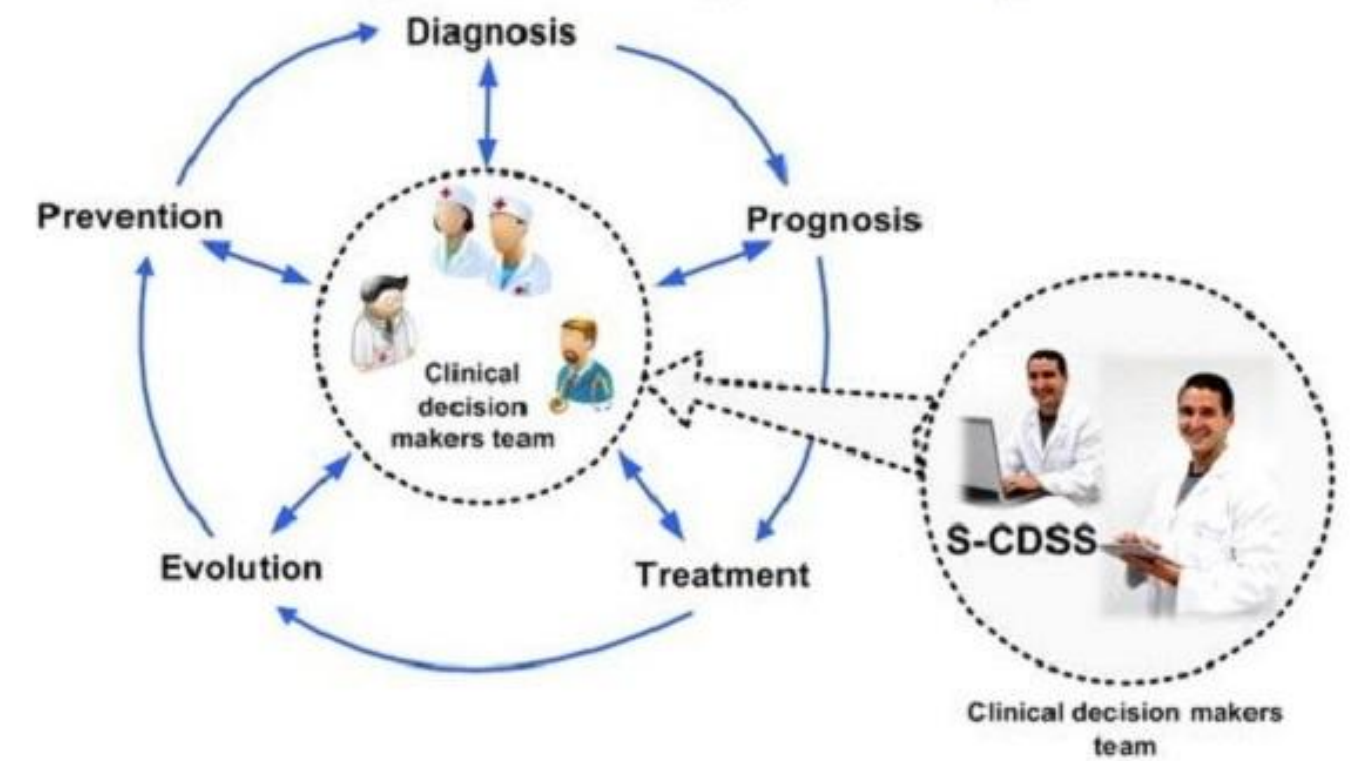 Diagnosis
Prevention
Prognosis
Clinical
decision
makers team
S-CDSS
Evolution
Treatment
Clinical decision makers
team